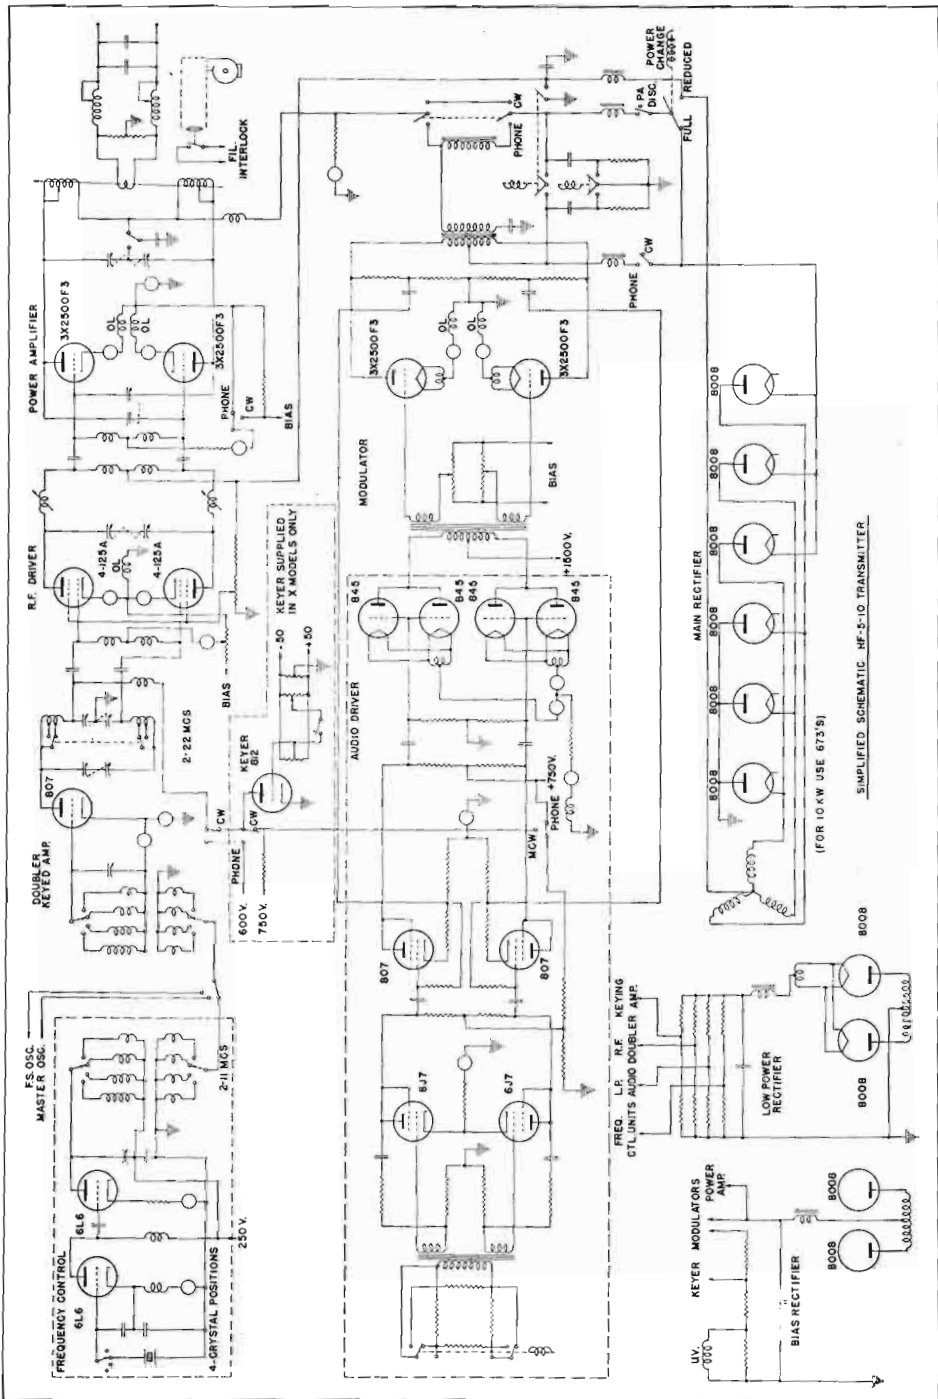 FREQUENCY CONTROL
6L6
6L6
4-CRYSTAL POSITIONS
250 V.
F.S. OSC.
MASTER OSC.
2-11 MCS
DOUBLER
KEYED AMP.
807
2-22 MCS
R.F. DRIVER
4-125A
OL
4-125A
BIAS
POWER AMPLIFIER
3X2500F3
OL
OL
3X2500F3
PHONE
CW
BIAS
FIL.
INTERLOCK
PHONE
CW
CW
600V.
750V.
KEYER
812
KEYER SUPPLIED
IN X MODELS ONLY
-50
+50
AUDIO DRIVER
6J7
6J7
807
807
MCW
PHONE +750V.
845
845
845
845
+1500V.
MODULATOR
BIAS
3X2500F3
OL
OL
3X2500F3
PHONE
CW
PHONE
CW
PA
DISC.
POWER
CHANGE
FULL
REDUCED
U.V.
KEYER MODULATORS
POWER
AMP.
BIAS RECTIFIER
8008
8008
FREQ. L.P. R.F. KEYING
CTL UNITS AUDIO DOUBLER AMP.
LOW POWER
RECTIFIER
8008
8008
MAIN RECTIFIER
8008
8008
8008
8008
8008
8008
(FOR 10 KW USE 673'S)
SIMPLIFIED SCHEMATIC HF-5-10 TRANSMITTER